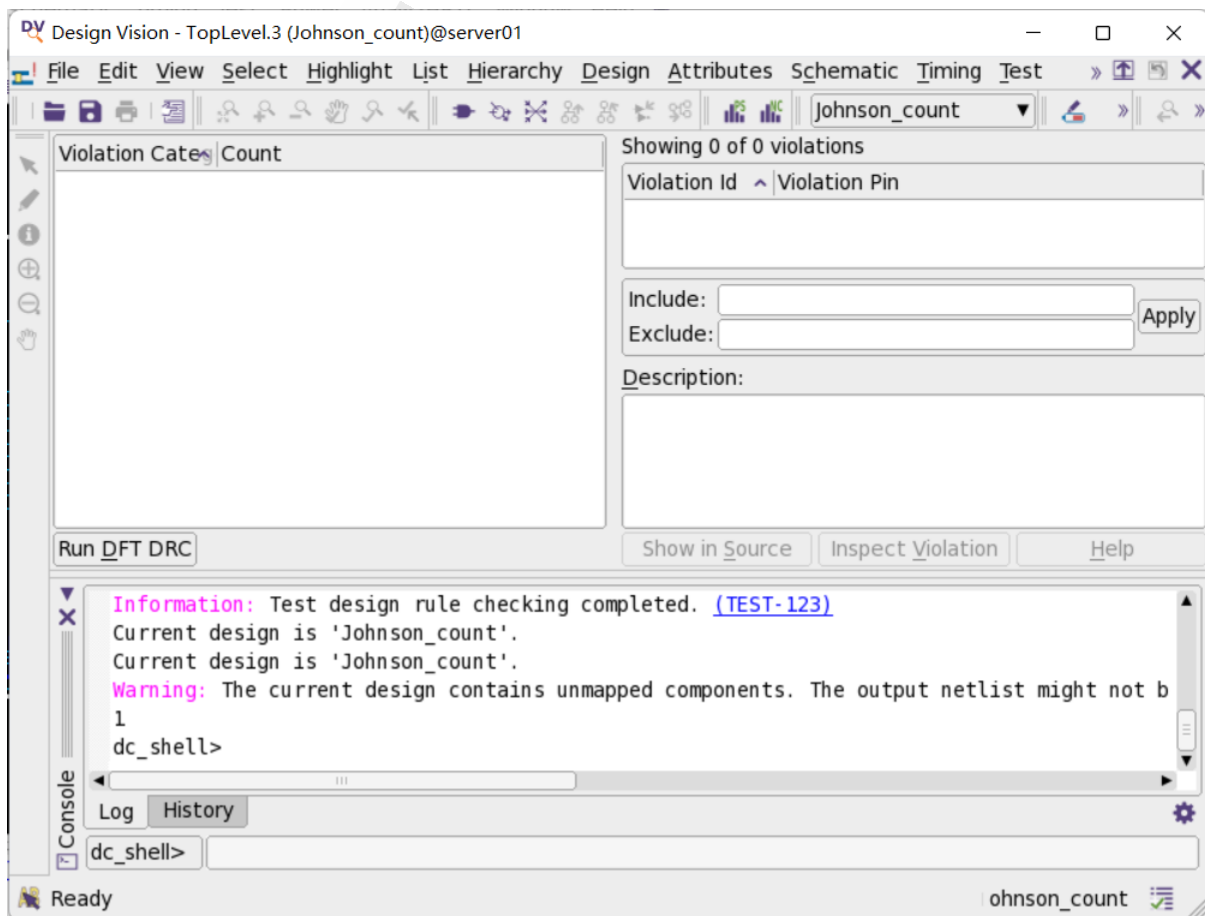 DV Design Vision - TopLevel.3 (Johnson_count)@server01
File Edit View Select Highlight List Hierarchy Design Attributes Schematic Timing Test »
Johnson_count » »
Violation Categ Count
Showing 0 of 0 violations
Violation Id Violation Pin
Include:
Apply
Exclude:
Description:
Run DFT DRC
Show in Source Inspect Violation Help
Information: Test design rule checking completed. (TEST-123)
Current design is 'Johnson_count'.
Current design is 'Johnson_count'.
Warning: The current design contains unmapped components. The output netlist might not b
1
dc_shell>
Console
Log History
dc_shell>
Ready ohnson_count